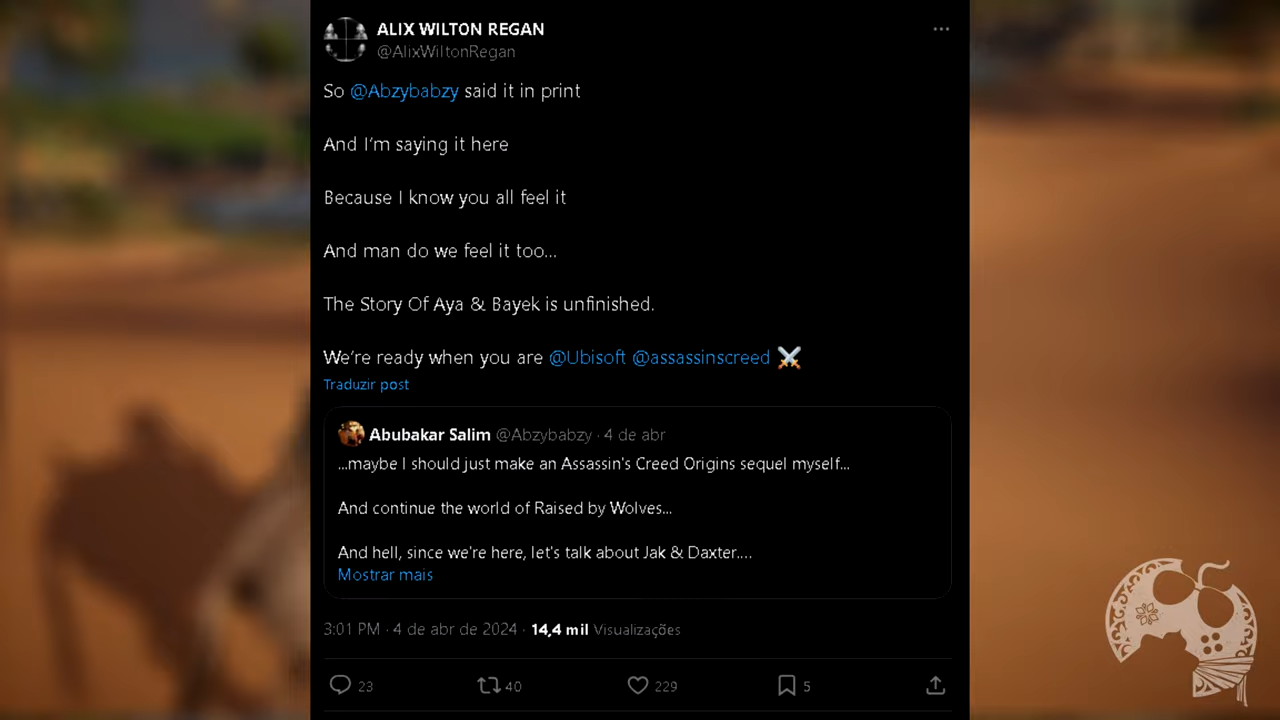 ALIX WILTON REGAN
@AlixWiltonRegan
So @Abzybabzy said it in print
And I'm saying it here
Because I know you all feel it
And man do we feel it too...
The Story Of Aya & Bayek is unfinished.
We're ready when you are @Ubisoft @assassinscreed ⚔️
Traduzir post
Abubakar Salim @Abzybabzy · 4 de abr
...maybe I should just make an Assassin's Creed Origins sequel myself...
And continue the world of Raised by Wolves...
And hell, since we're here, let's talk about Jak & Daxter....
Mostrar mais
3:01 PM · 4 de abr de 2024 · 14,4 mil Visualizações
23 40 229 5